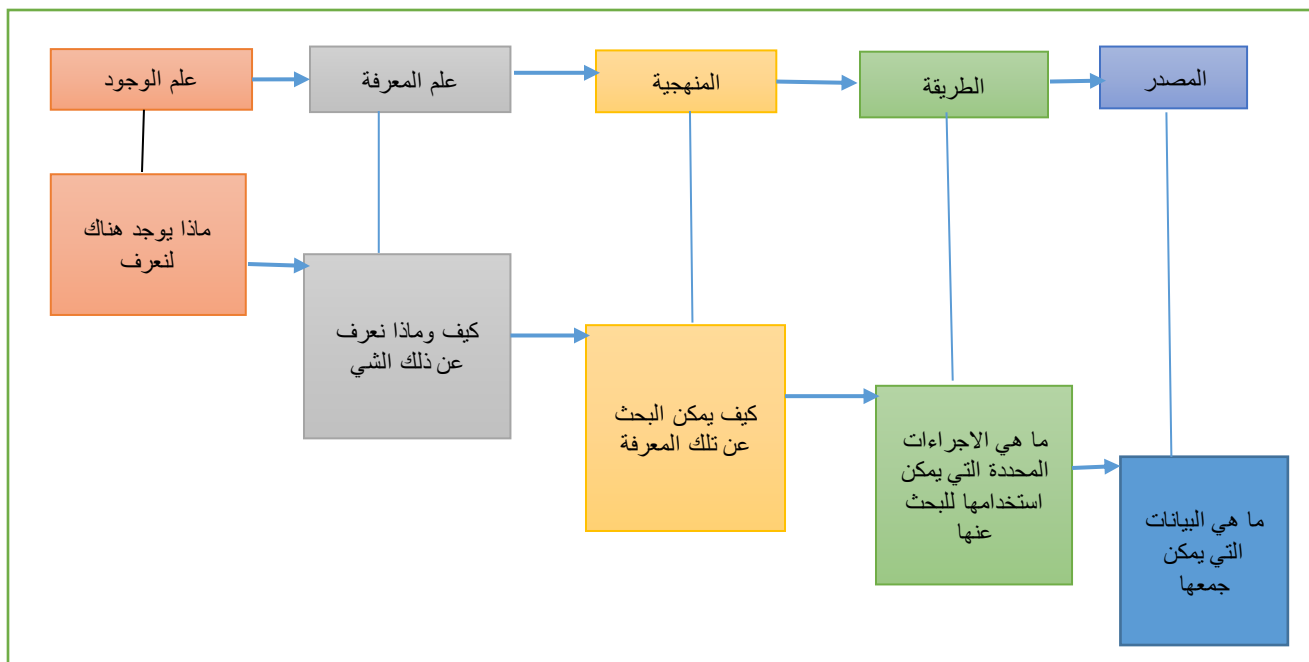 علم الوجود
علم المعرفة
المنهجية
الطريقة
المصدر
ماذا يوجد هناك
لنعرف
كيف وماذا نعرف
عن ذلك الشي
كيف يمكن البحث
عن تلك المعرفة
ما هي الاجراءات
المحددة التي يمكن
استخدامها للبحث
عنها
ما هي البيانات
التي يمكن
جمعها